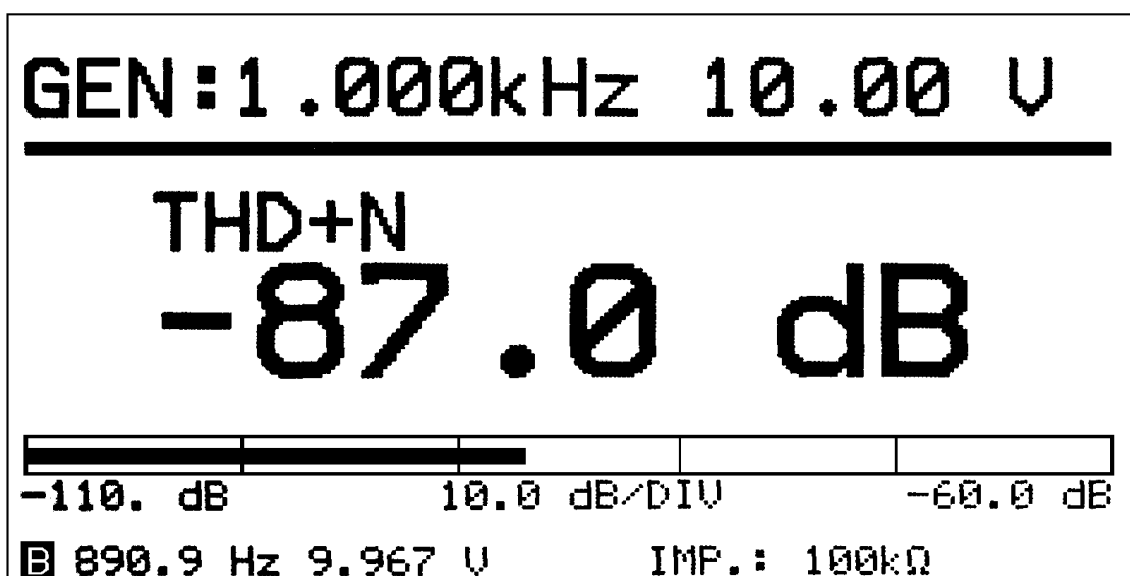 GEN:1.000kHz 10.00 V
THD+N
-87.0 dB
-110. dB 10.0 dB/DIV -60.0 dB
B 890.9 Hz 9.967 V IMP.: 100kΩ